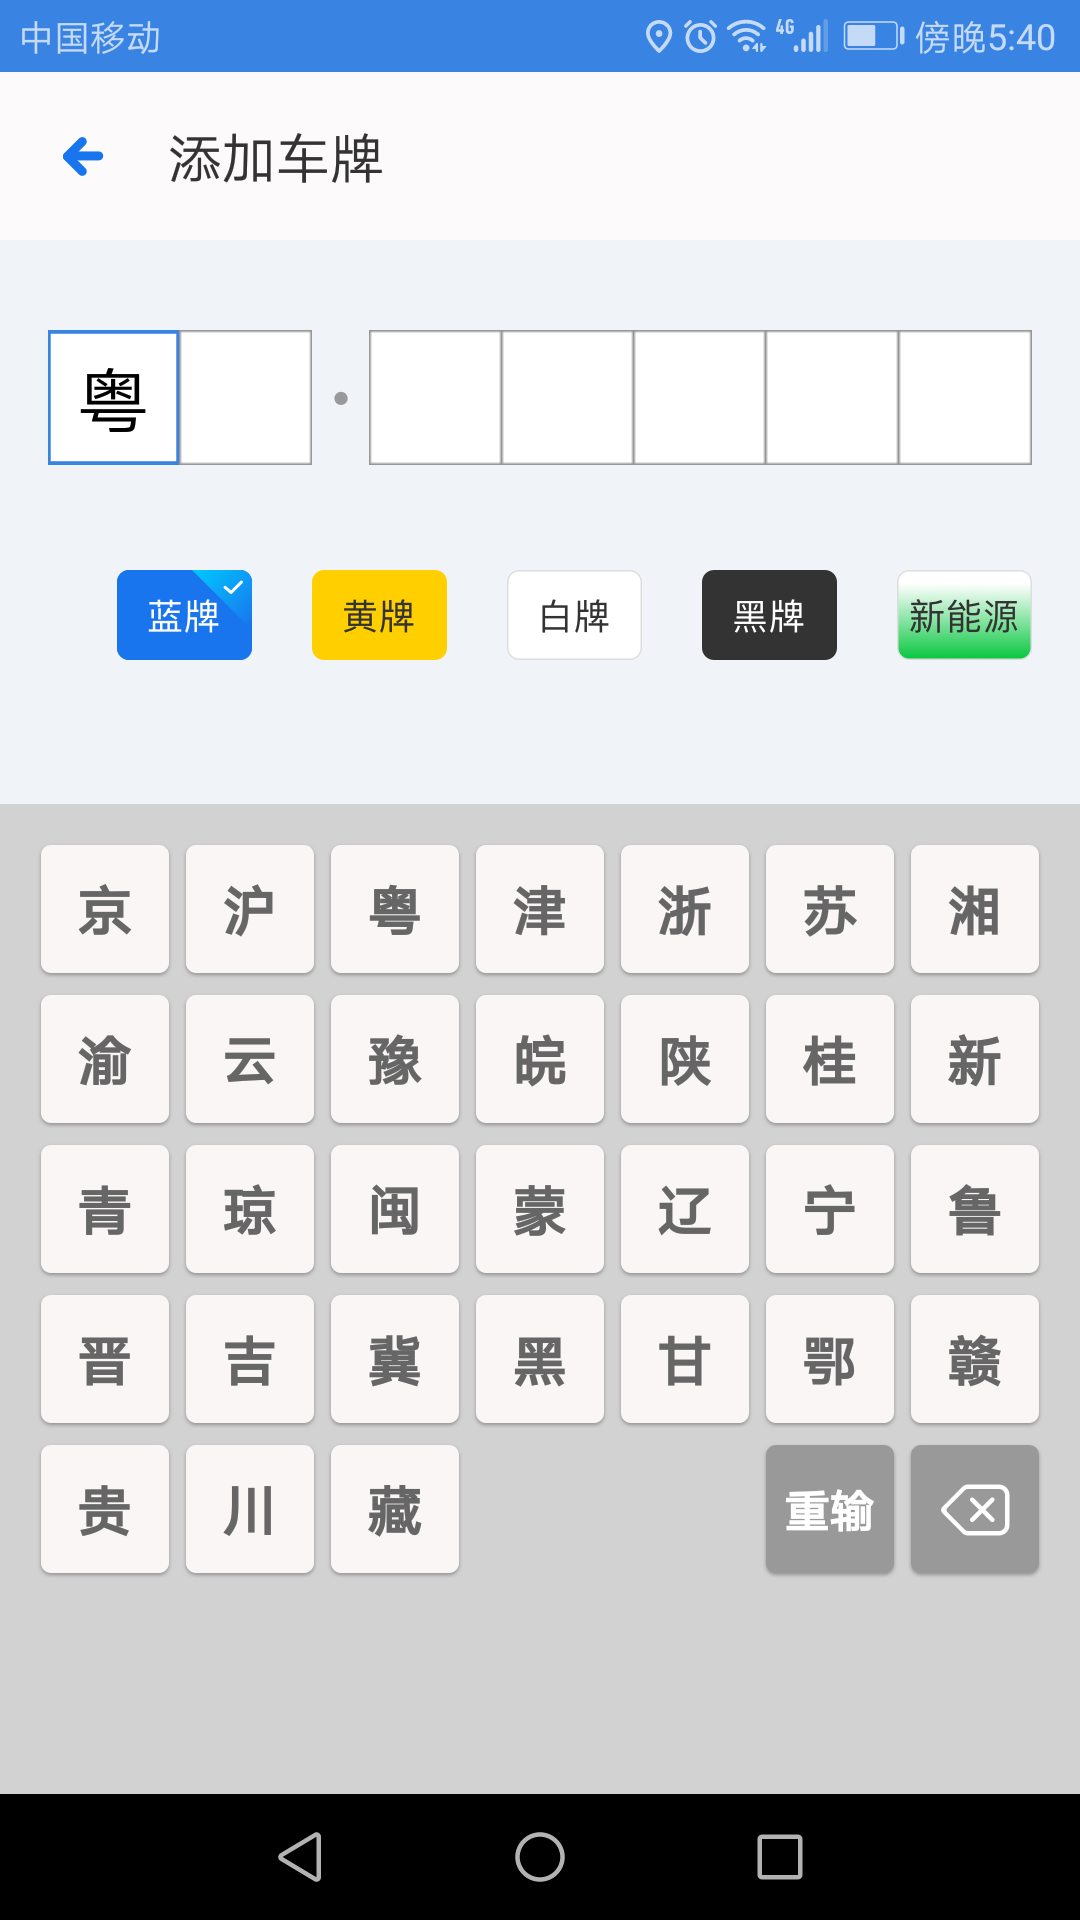 中国移动 4G 傍晚5:40
添加车牌
粤
蓝牌 黄牌 白牌 黑牌 新能源
京 沪 粤 津 浙 苏 湘
渝 云 豫 皖 陕 桂 新
青 琼 闽 蒙 辽 宁 鲁
晋 吉 冀 黑 甘 鄂 赣
贵 川 藏 重输